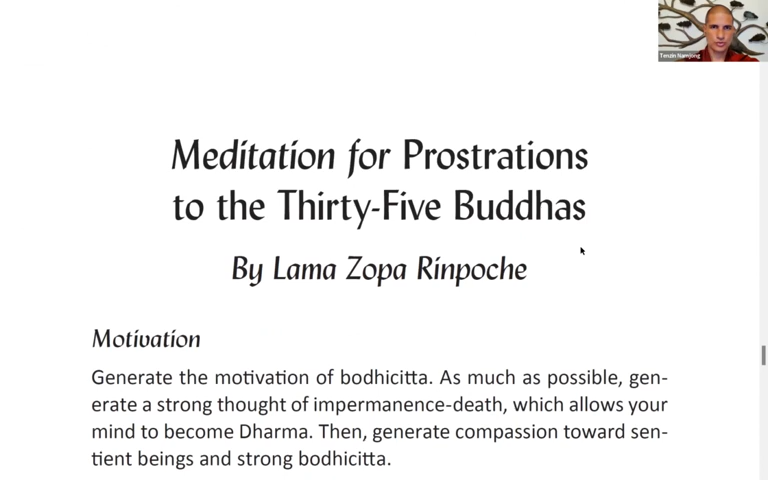 Tenzin Namjong
Meditation for Prostrations
to the Thirty-Five Buddhas
By Lama Zopa Rinpoche
Motivation
Generate the motivation of bodhicitta. As much as possible, gen-
erate a strong thought of impermanence-death, which allows your
mind to become Dharma. Then, generate compassion toward sen-
tient beings and strong bodhicitta.